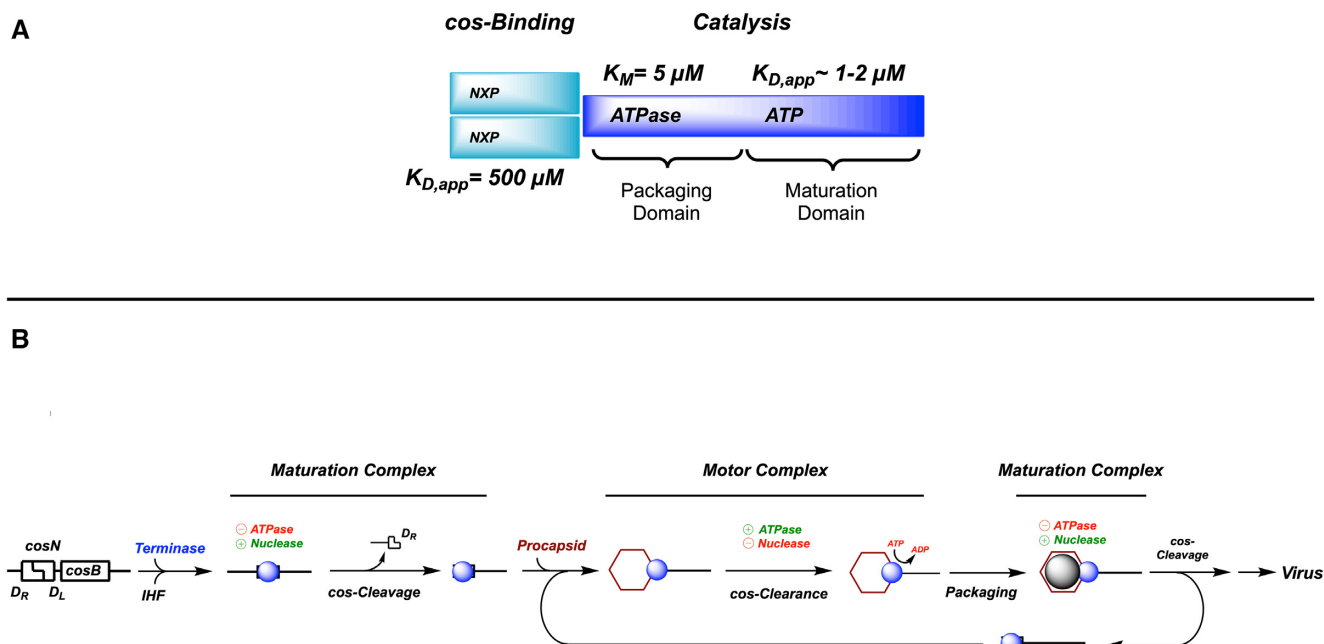 A
cos-Binding
Catalysis
NXP
NXP
K_D,app= 500 µM
K_M= 5 µM
K_D,app~ 1-2 µM
ATPase
ATP
Packaging
Domain
Maturation
Domain
B
Maturation Complex
Motor Complex
Maturation Complex
cosN
cosB
D_R
D_L
Terminase
IHF
⊖ ATPase
⊕ Nuclease
D_R
cos-Cleavage
Procapsid
⊕ ATPase
⊖ Nuclease
cos-Clearance
ATP
ADP
Packaging
⊖ ATPase
⊕ Nuclease
cos-
Cleavage
Virus